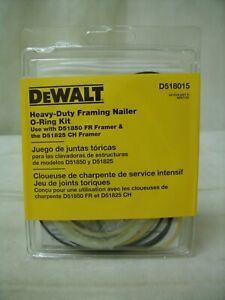 DEWALT
D518015
Heavy-Duty Framing Nailer
O-Ring Kit
Use with D51850 FR Framer &
the D51825 CH Framer
Juego de juntas tóricas
para las clavadoras de estructuras
de modelos D51850 y D51825
Cloueuse de charpente de service intensif
Jeu de joints toriques
Conçu pour une utilisation avec les cloueuses de
charpente D51850 FR et D51825 CH